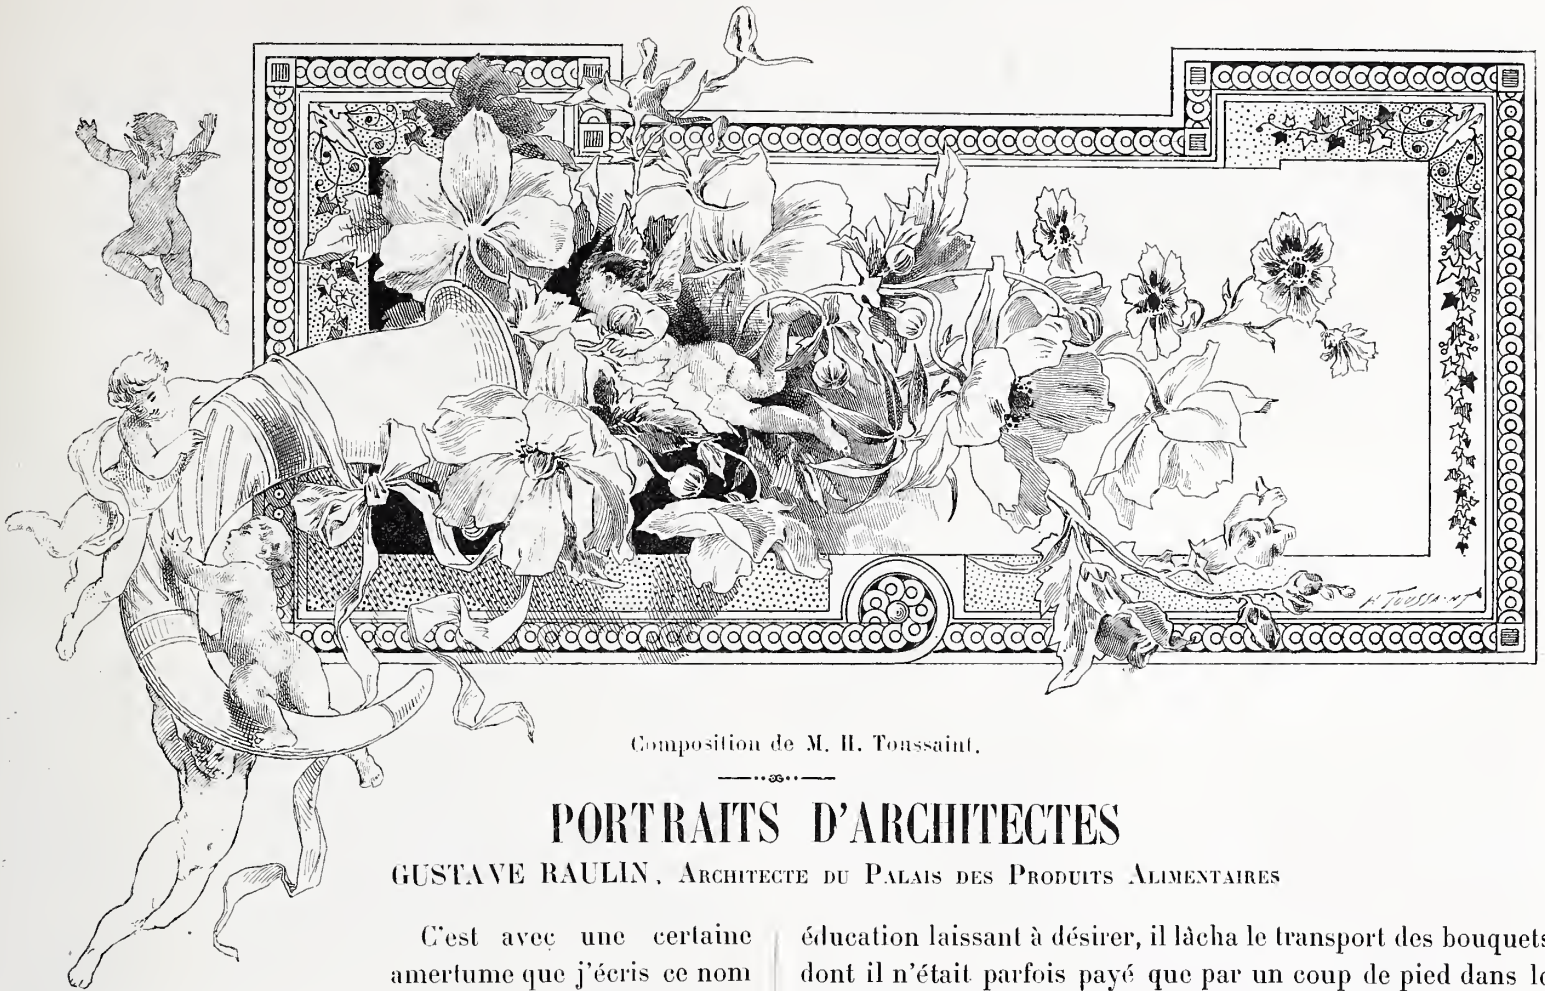 H TOUSSAINT
Composition de M. H. Toussaint.
PORTRAITS D'ARCHITECTES
GUSTAVE RAULIN, ARCHITECTE DU PALAIS DES PRODUITS ALIMENTAIRES
C'est avec une certaine
amertume que j'écris ce nom
éducation laissant à désirer, il lâcha le transport des bouquets
dont il n'était parfois payé que par un coup de pied dans le